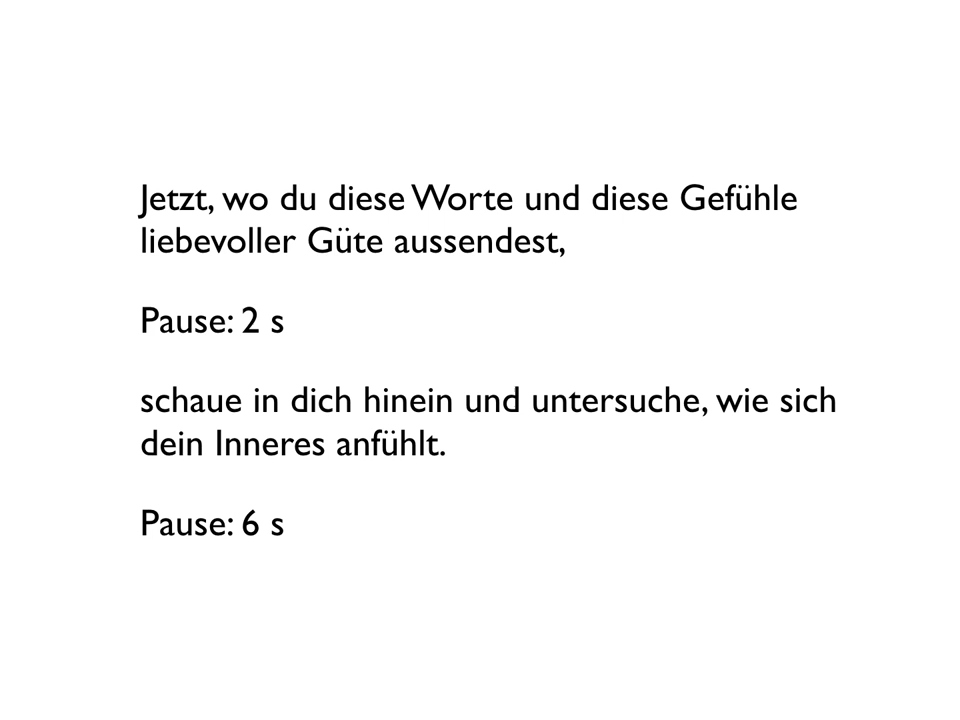 Jetzt, wo du diese Worte und diese Gefühle
liebevoller Güte aussendest,
Pause: 2 s
schaue in dich hinein und untersuche, wie sich
dein Inneres anfühlt.
Pause: 6 s